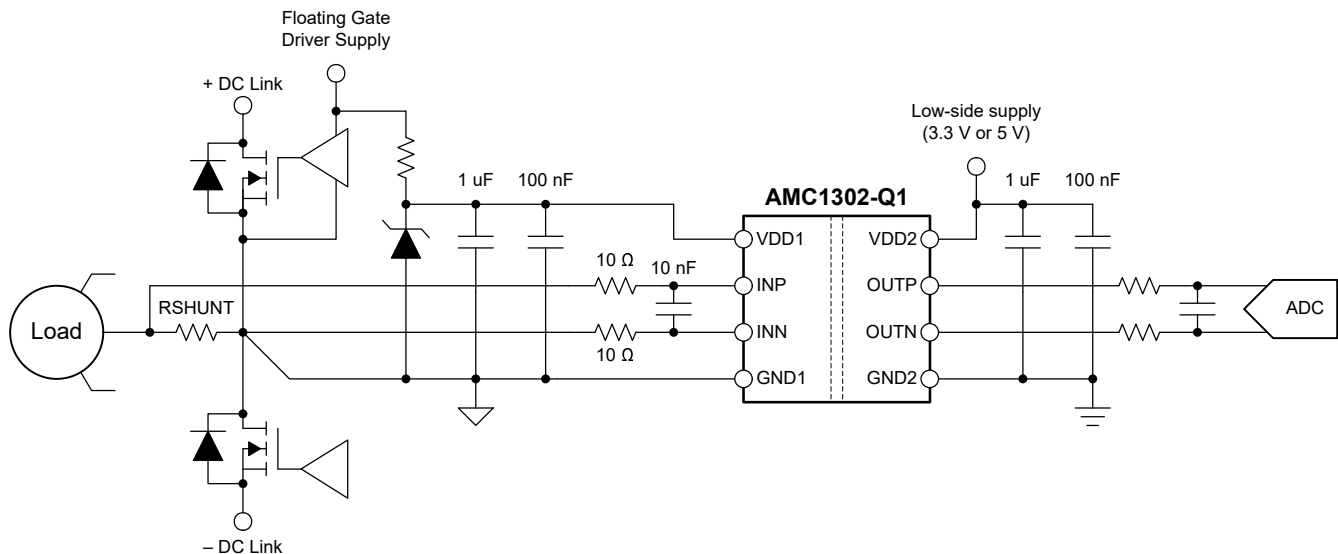 Floating Gate
Driver Supply
+ DC Link
Low-side supply
(3.3 V or 5 V)
1 uF
100 nF
1 uF
100 nF
AMC1302-Q1
VDD1
VDD2
10 Ω
10 nF
INP
OUTP
RSHUNT
Load
ADC
INN
OUTN
10 Ω
GND1
GND2
– DC Link